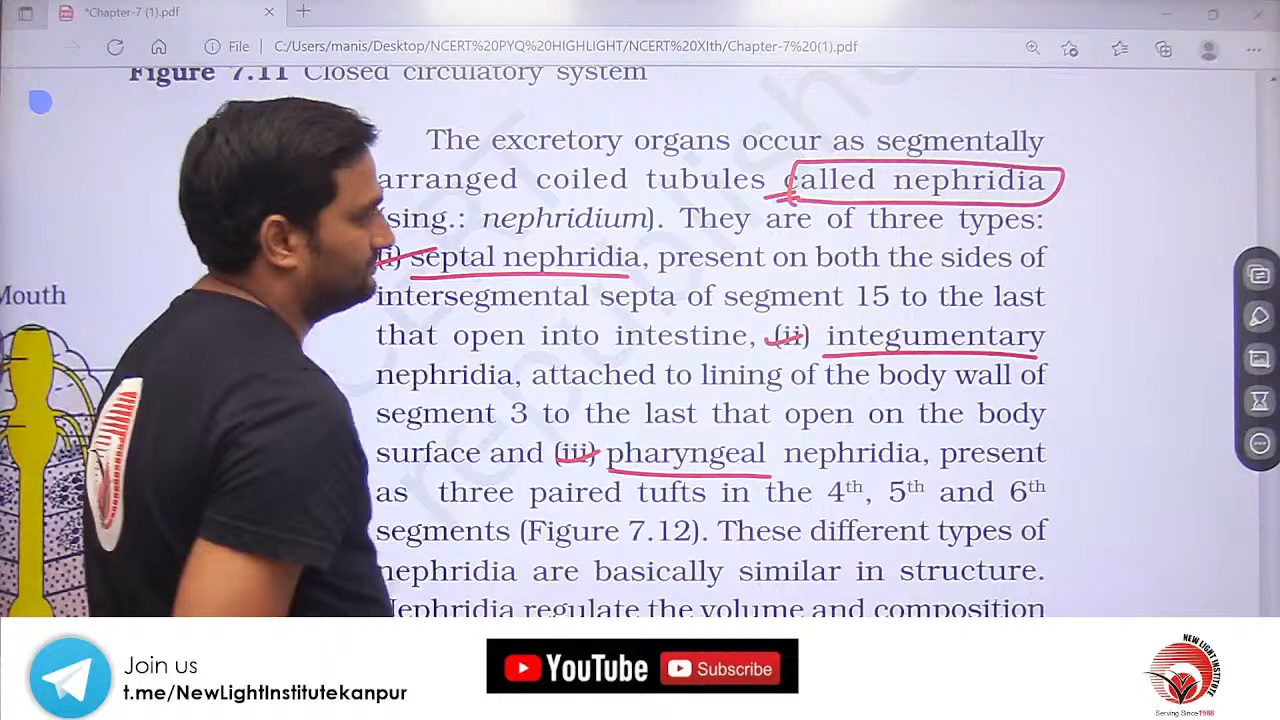 *Chapter-7 (1).pdf
File
C:/Users/manis/Desktop/NCERT%20PYQ%20HIGHLIGHT/NCERT%20XIth/Chapter-7%20(1).pdf
Figure 7.11 Closed circulatory system
The excretory organs occur as segmentally
arranged coiled tubules called nephridia
(sing.: nephridium). They are of three types:
(i) septal nephridia, present on both the sides of
intersegmental septa of segment 15 to the last
that open into intestine, (ii) integumentary
nephridia, attached to lining of the body wall of
segment 3 to the last that open on the body
surface and (iii) pharyngeal nephridia, present
as three paired tufts in the 4th, 5th and 6th
segments (Figure 7.12). These different types of
nephridia are basically similar in structure.
Nephridia regulate the volume and composition
Mouth
Join us
t.me/NewLightInstitutekanpur
YouTube
Subscribe
NEW LIGHT INSTITUTE
Serving Since1988